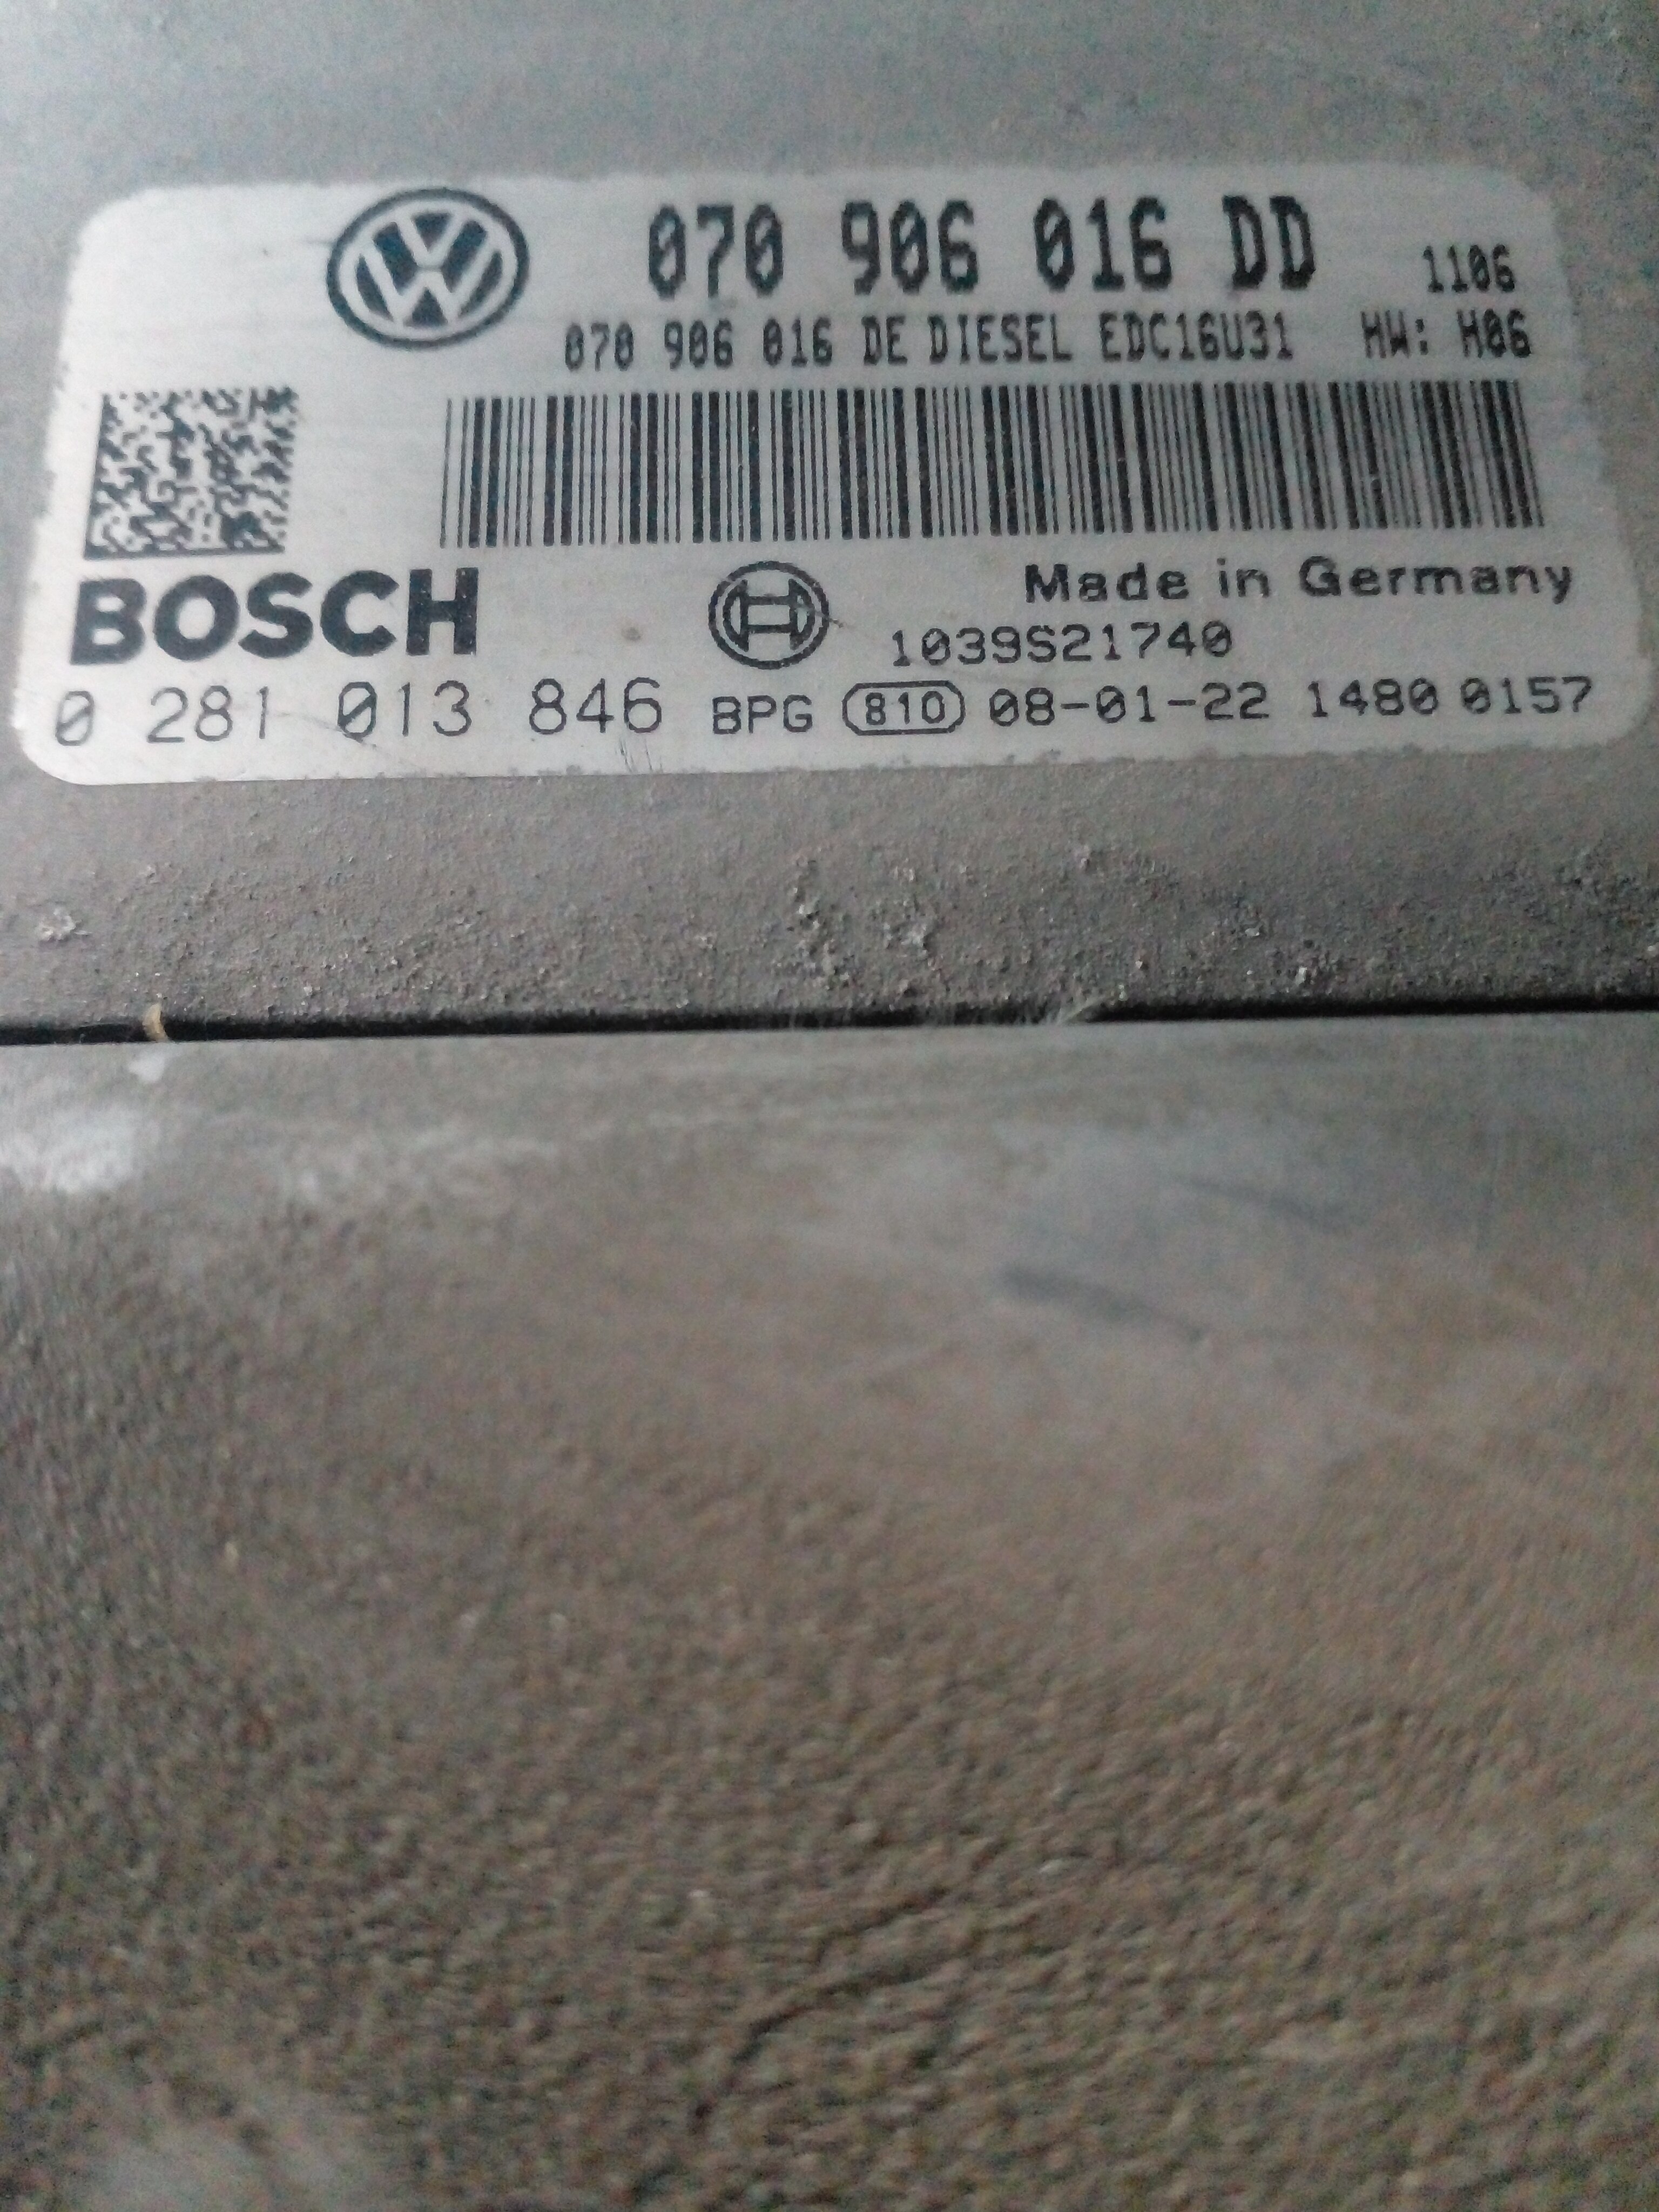 070 906 016 DD 1106
070 906 016 DE DIESEL EDC16U31 HW: H06
BOSCH
Made in Germany
1039S21740
0 281 013 846 BPG 810 08-01-22 1480 0157